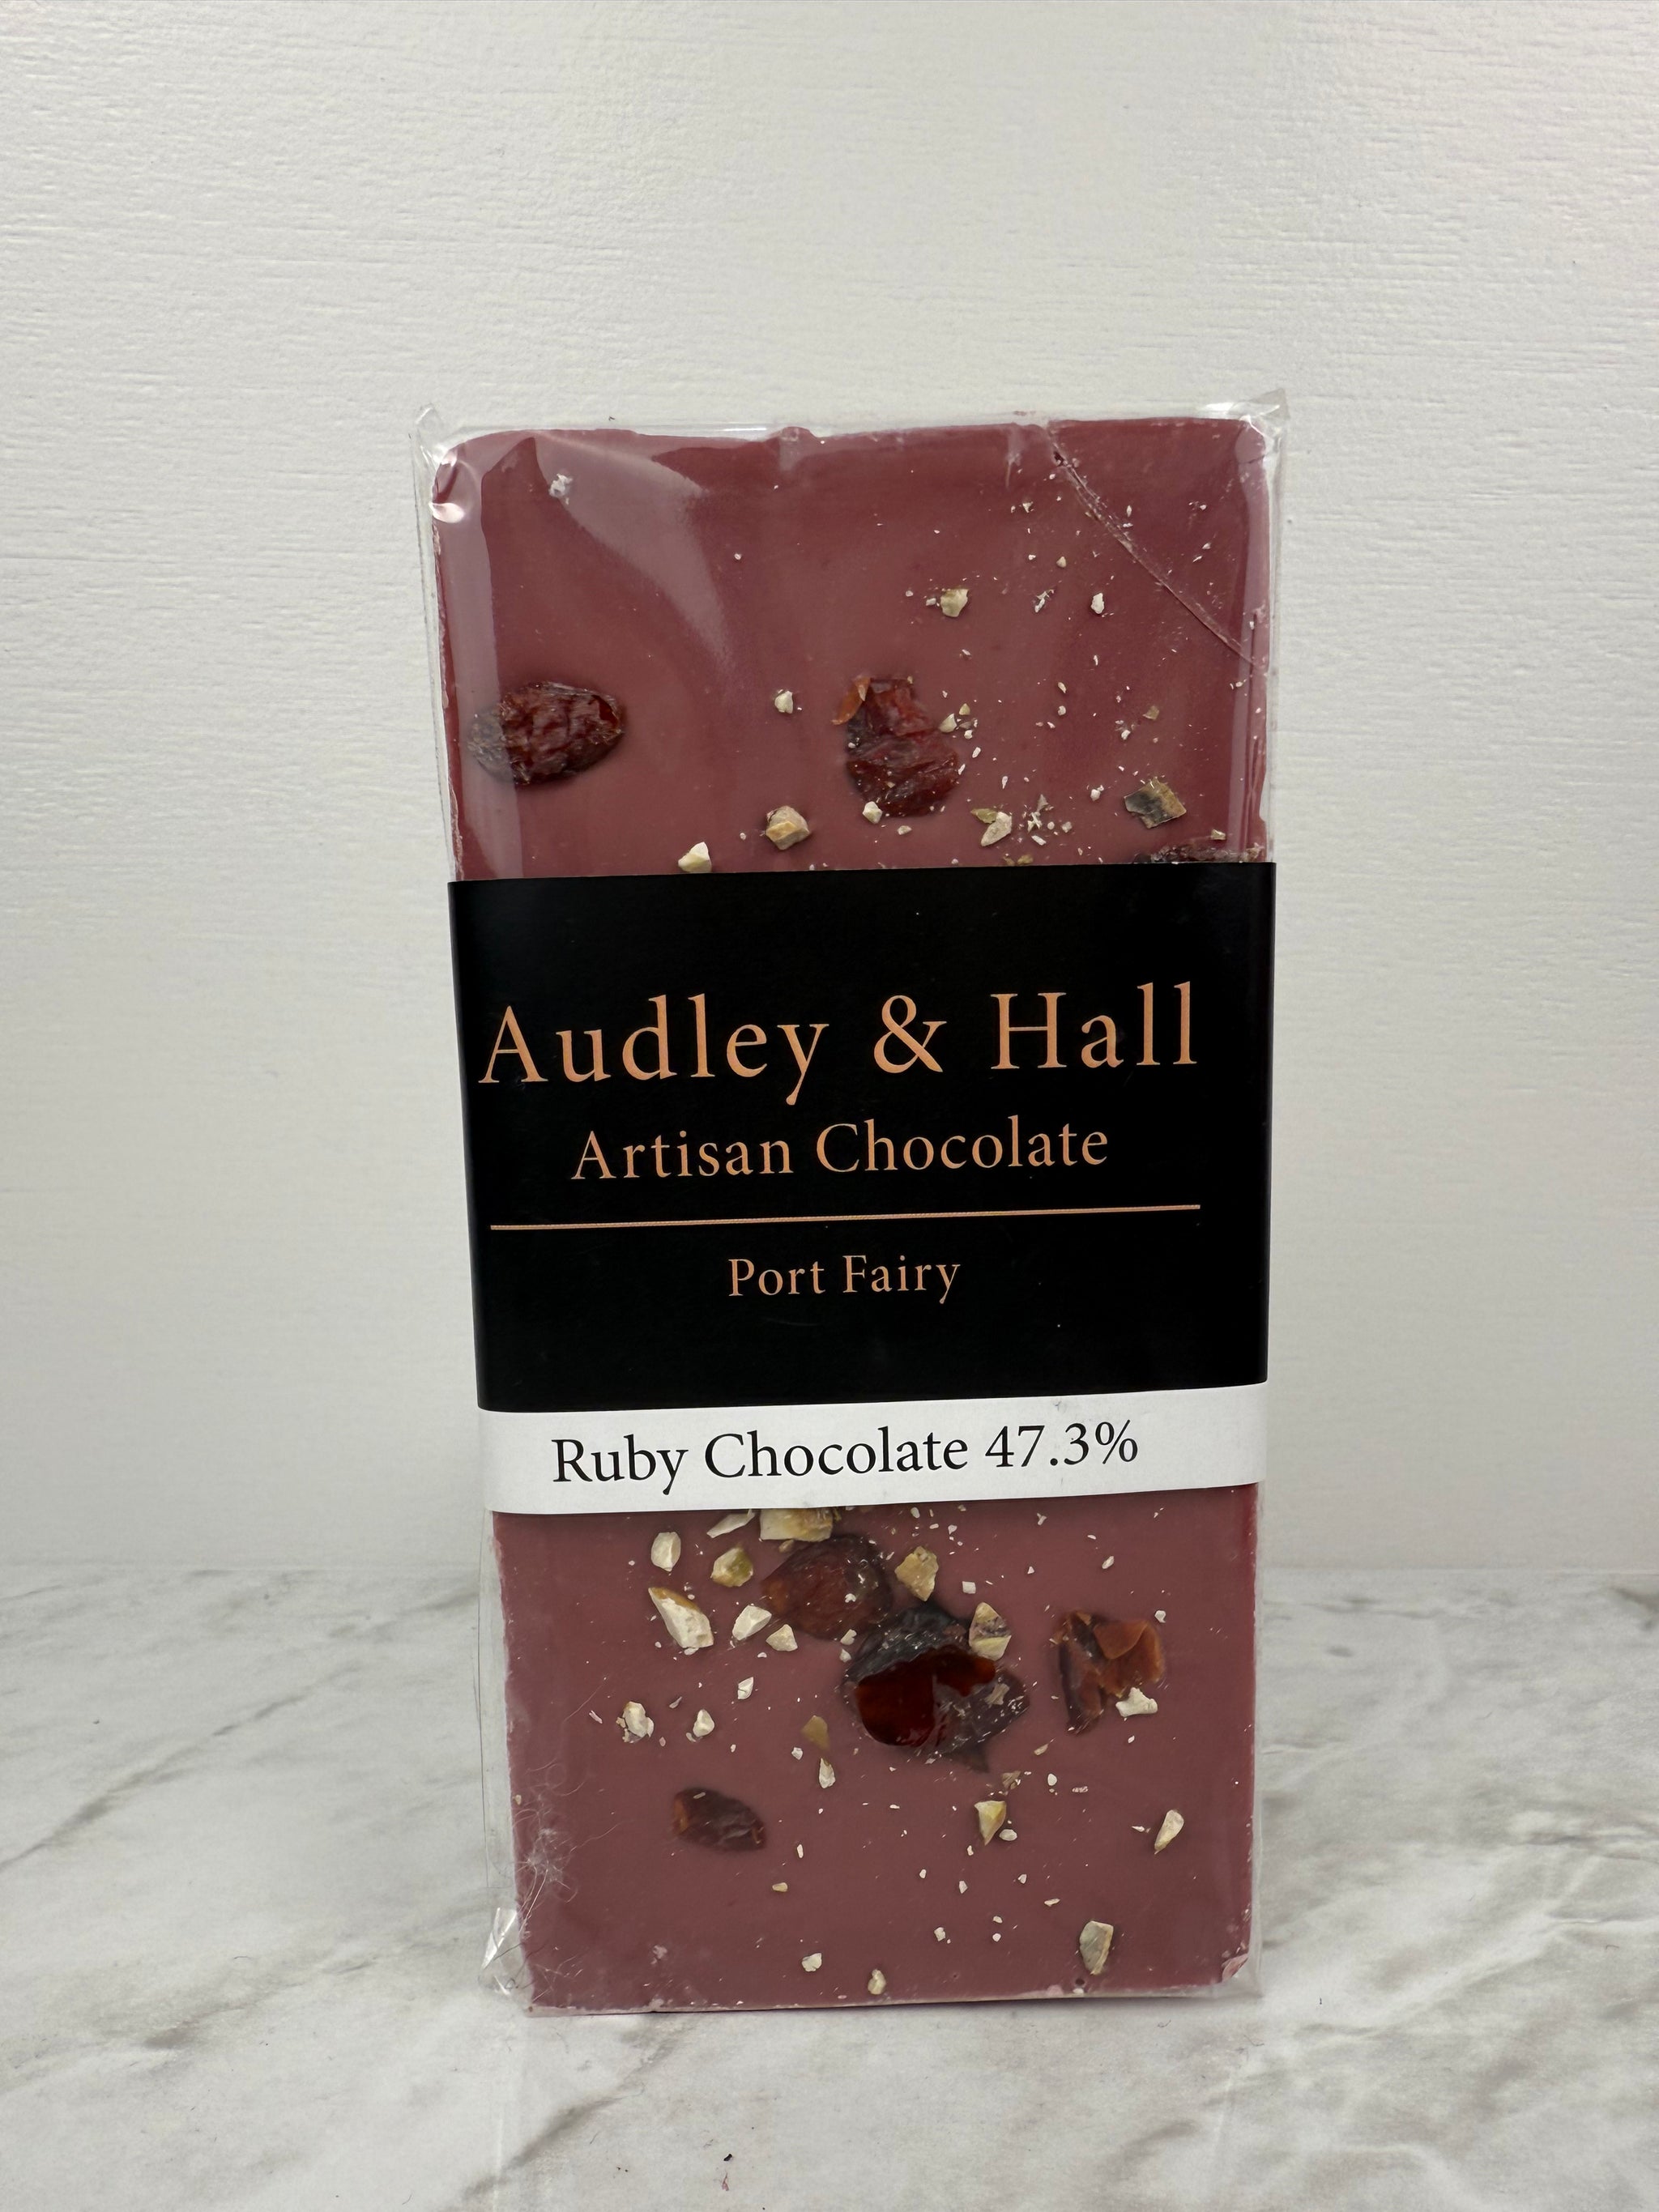 Audley & Hall
Artisan Chocolate
Port Fairy
Ruby Chocolate 47.3%